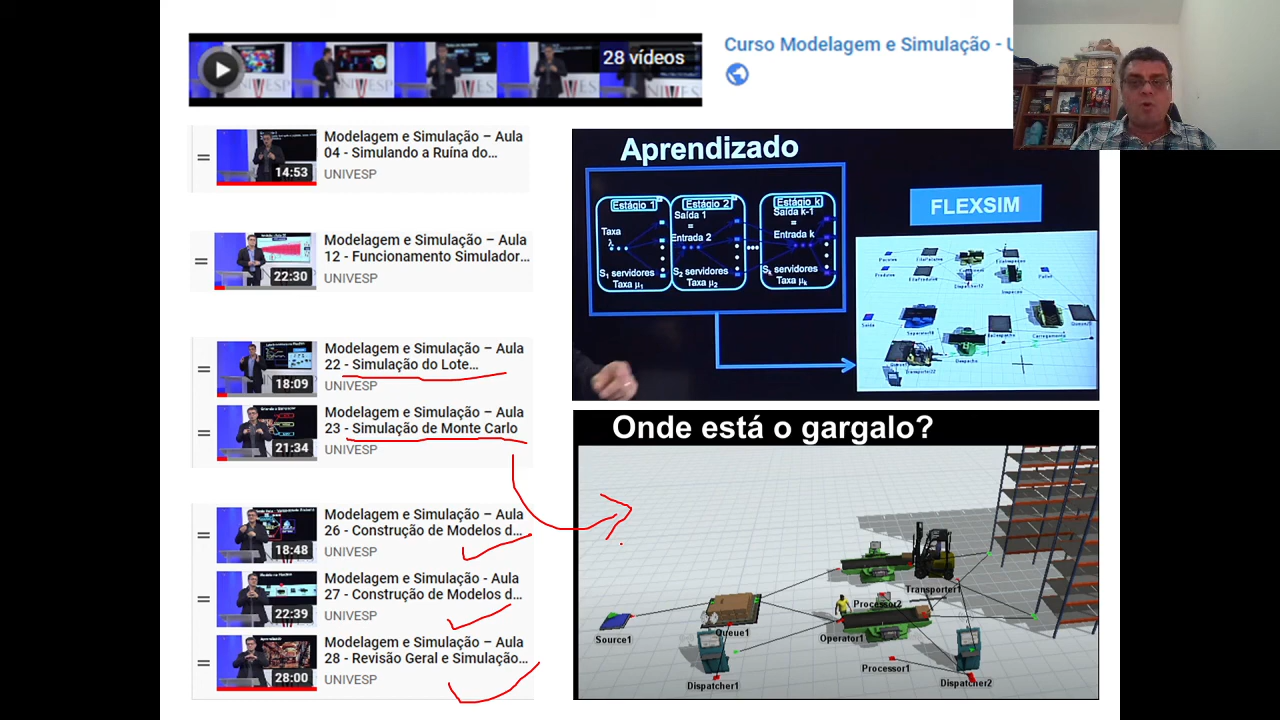 28 vídeos
Curso Modelagem e Simulação - U
Modelagem e Simulação – Aula
04 - Simulando a Ruína do…
14:53
UNIVESP
Modelagem e Simulação – Aula
12 - Funcionamento Simulador…
22:30
UNIVESP
Modelagem e Simulação – Aula
22 - Simulação do Lote…
18:09
UNIVESP
Modelagem e Simulação – Aula
23 - Simulação de Monte Carlo
21:34
UNIVESP
Modelagem e Simulação – Aula
26 - Construção de Modelos d…
18:48
UNIVESP
Modelagem e Simulação - Aula
27 - Construção de Modelos d…
22:39
UNIVESP
Modelagem e Simulação – Aula
28 - Revisão Geral e Simulação…
28:00
UNIVESP
Aprendizado
Estágio 1
Estágio 2
Estágio k
Taxa
λ
Saída 1
=
Entrada 2
Saída k-1
=
Entrada k
S₁ servidores
Taxa μ₁
S₂ servidores
Taxa μ₂
Sₖ servidores
Taxa μₖ
FLEXSIM
Onde está o gargalo?
Source1
Queue1
Dispatcher1
Operator1
Processor2
Transporter1
Processor1
Dispatcher2